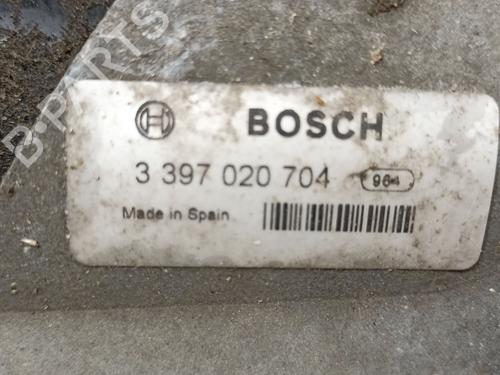 B-PARTS
BOSCH
3 397 020 704 964
Made in Spain